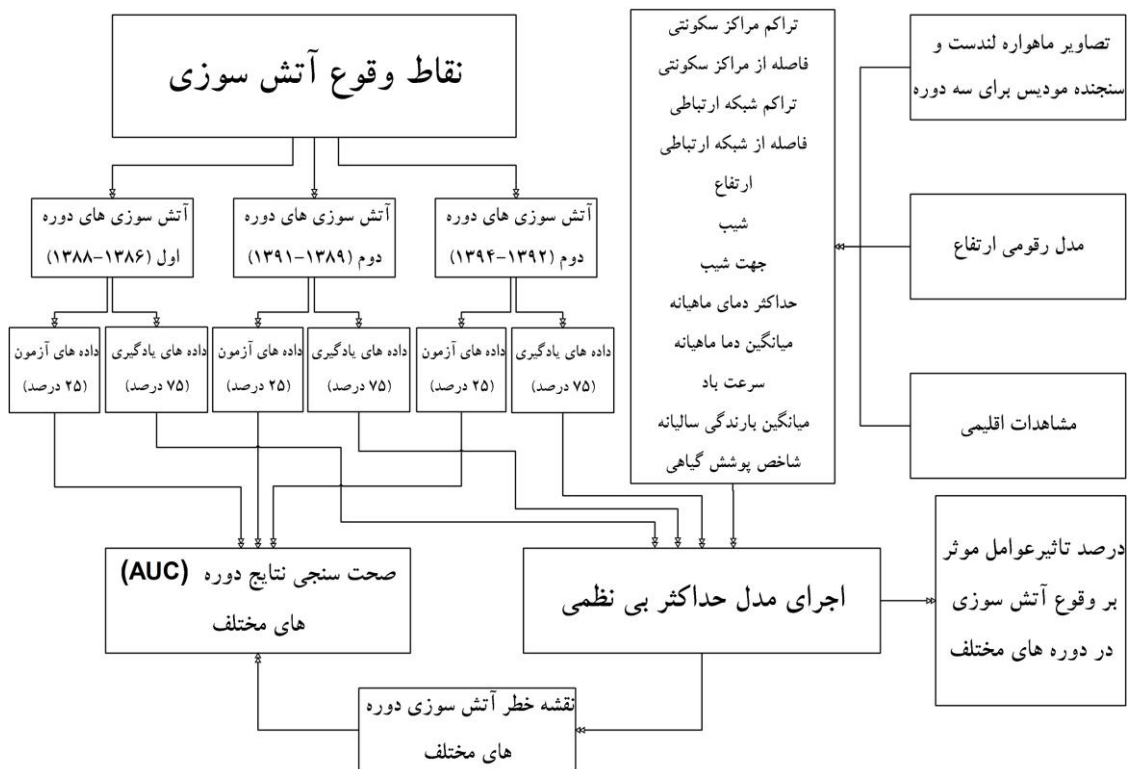 نقاط وقوع آتش سوزی
تراکم مراکز سکونتی
فاصله از مراکز سکونتی
تراکم شبکه ارتباطی
فاصله از شبکه ارتباطی
ارتفاع
شیب
جهت شیب
حداکثر دمای ماهیانه
میانگین دما ماهیانه
سرعت باد
میانگین بارندگی سالیانه
شاخص پوشش گیاهی
تصاویر ماهواره لندست و
سنجنده مودیس برای سه دوره
مدل رقومی ارتفاع
مشاهدات اقلیمی
آتش سوزی های دوره
دوم (۱۳۹۲-۱۳۹۴)
آتش سوزی های دوره
دوم (۱۳۸۹-۱۳۹۱)
آتش سوزی های دوره
اول (۱۳۸۶-۱۳۸۸)
داده های یادگیری
(۷۵ درصد)
داده های آزمون
(۲۵ درصد)
داده های یادگیری
(۷۵ درصد)
داده های آزمون
(۲۵ درصد)
داده های یادگیری
(۷۵ درصد)
داده های آزمون
(۲۵ درصد)
درصد تاثیرعوامل موثر
بر وقوع آتش سوزی
در دوره های مختلف
اجرای مدل حداکثر بی نظمی
صحت سنجی نتایج دوره (AUC)
های مختلف
نقشه خطر آتش سوزی دوره
های مختلف